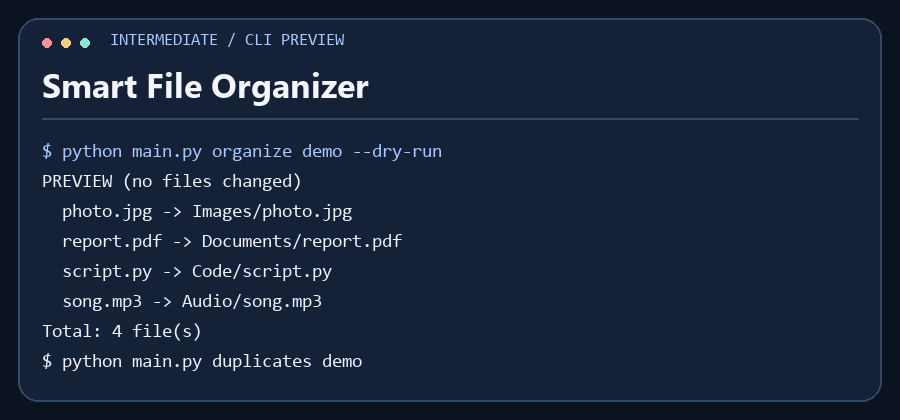 INTERMEDIATE / CLI PREVIEW
Smart File Organizer
$ python main.py organize demo --dry-run
PREVIEW (no files changed)
  photo.jpg -> Images/photo.jpg
  report.pdf -> Documents/report.pdf
  script.py -> Code/script.py
  song.mp3 -> Audio/song.mp3
Total: 4 file(s)
$ python main.py duplicates demo